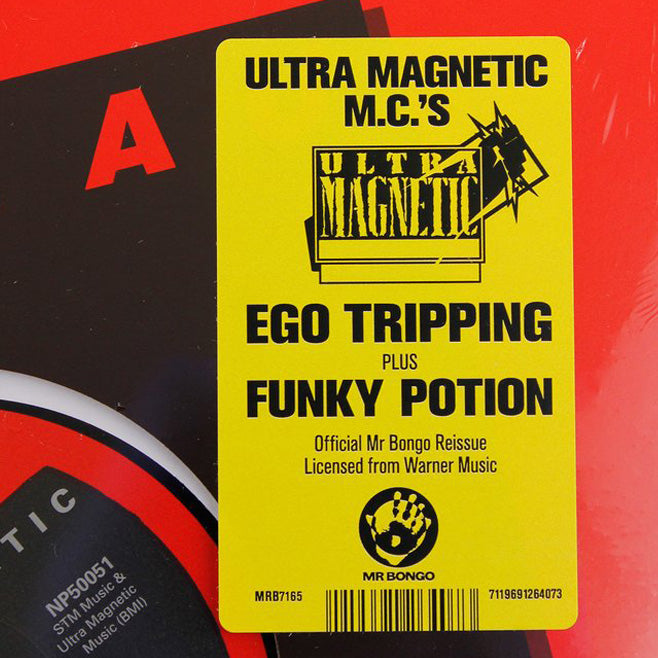 A
ULTRA MAGNETIC
M.C.'S
ULTRA
MAGNETIC
EGO TRIPPING
PLUS
FUNKY POTION
Official Mr Bongo Reissue
Licensed from Warner Music
MR BONGO
MRB7165
7119691264073
TIC
NP50051
STM Music &
Ultra Magnetic
Music (BMI)